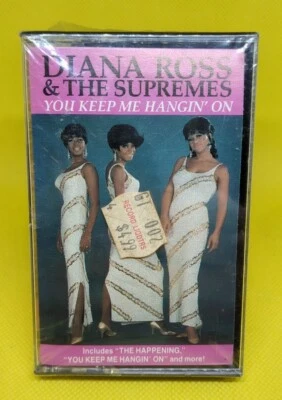 DIANA ROSS
& THE SUPREMES
YOU KEEP ME HANGIN' ON
Includes "THE HAPPENING,"
"YOU KEEP ME HANGIN' ON" and more!